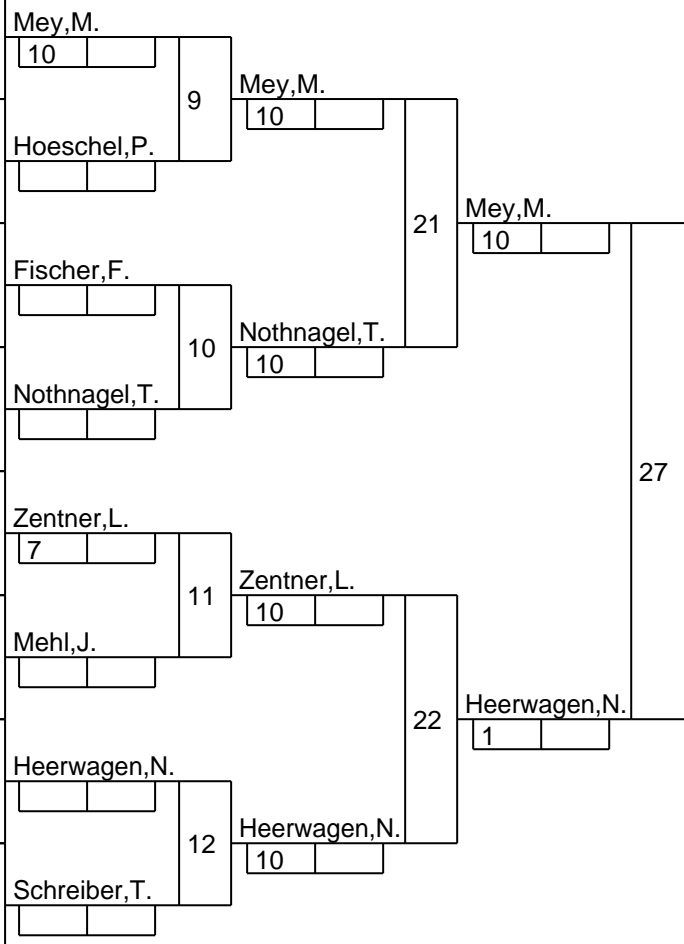 Mey,M.
10
9
Mey,M.
10
Hoeschel,P.
21
Mey,M.
10
Fischer,F.
10
Nothnagel,T.
10
Nothnagel,T.
27
Zentner,L.
7
11
Zentner,L.
10
Mehl,J.
22
Heerwagen,N.
1
Heerwagen,N.
12
Heerwagen,N.
10
Schreiber,T.